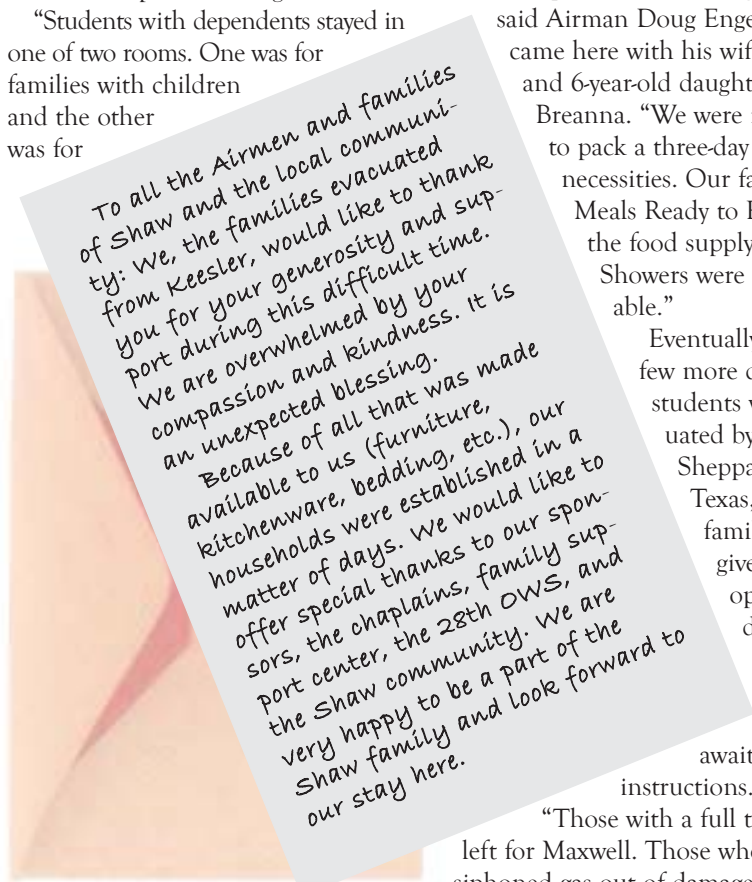 “Students with dependents stayed in
one of two rooms. One was for
families with children
and the other
was for
To all the Airmen and families
of Shaw and the local communi-
ty: We, the families evacuated
from Keesler, would like to thank
you for your generosity and sup-
port during this difficult time.
We are overwhelmed by your
compassion and kindness. It is
an unexpected blessing.
Because of all that was made
available to us (furniture,
kitchenware, bedding, etc.), our
households were established in a
matter of days. We would like to
offer special thanks to our spon-
sors, the chaplains, family sup-
port center, the 28th OWS, and
the Shaw community. We are
very happy to be a part of the
Shaw family and look forward to
our stay here.
said Airman Doug Enge
came here with his wif
and 6-year-old daught
Breanna. “We were
to pack a three-day
necessities. Our fa
Meals Ready to
the food supply
Showers were
able.”
Eventually
few more d
students
uated by
Sheppa
Texas,
fami
give
op
d
await
instructions.
“Those with a full t
left for Maxwell. Those who